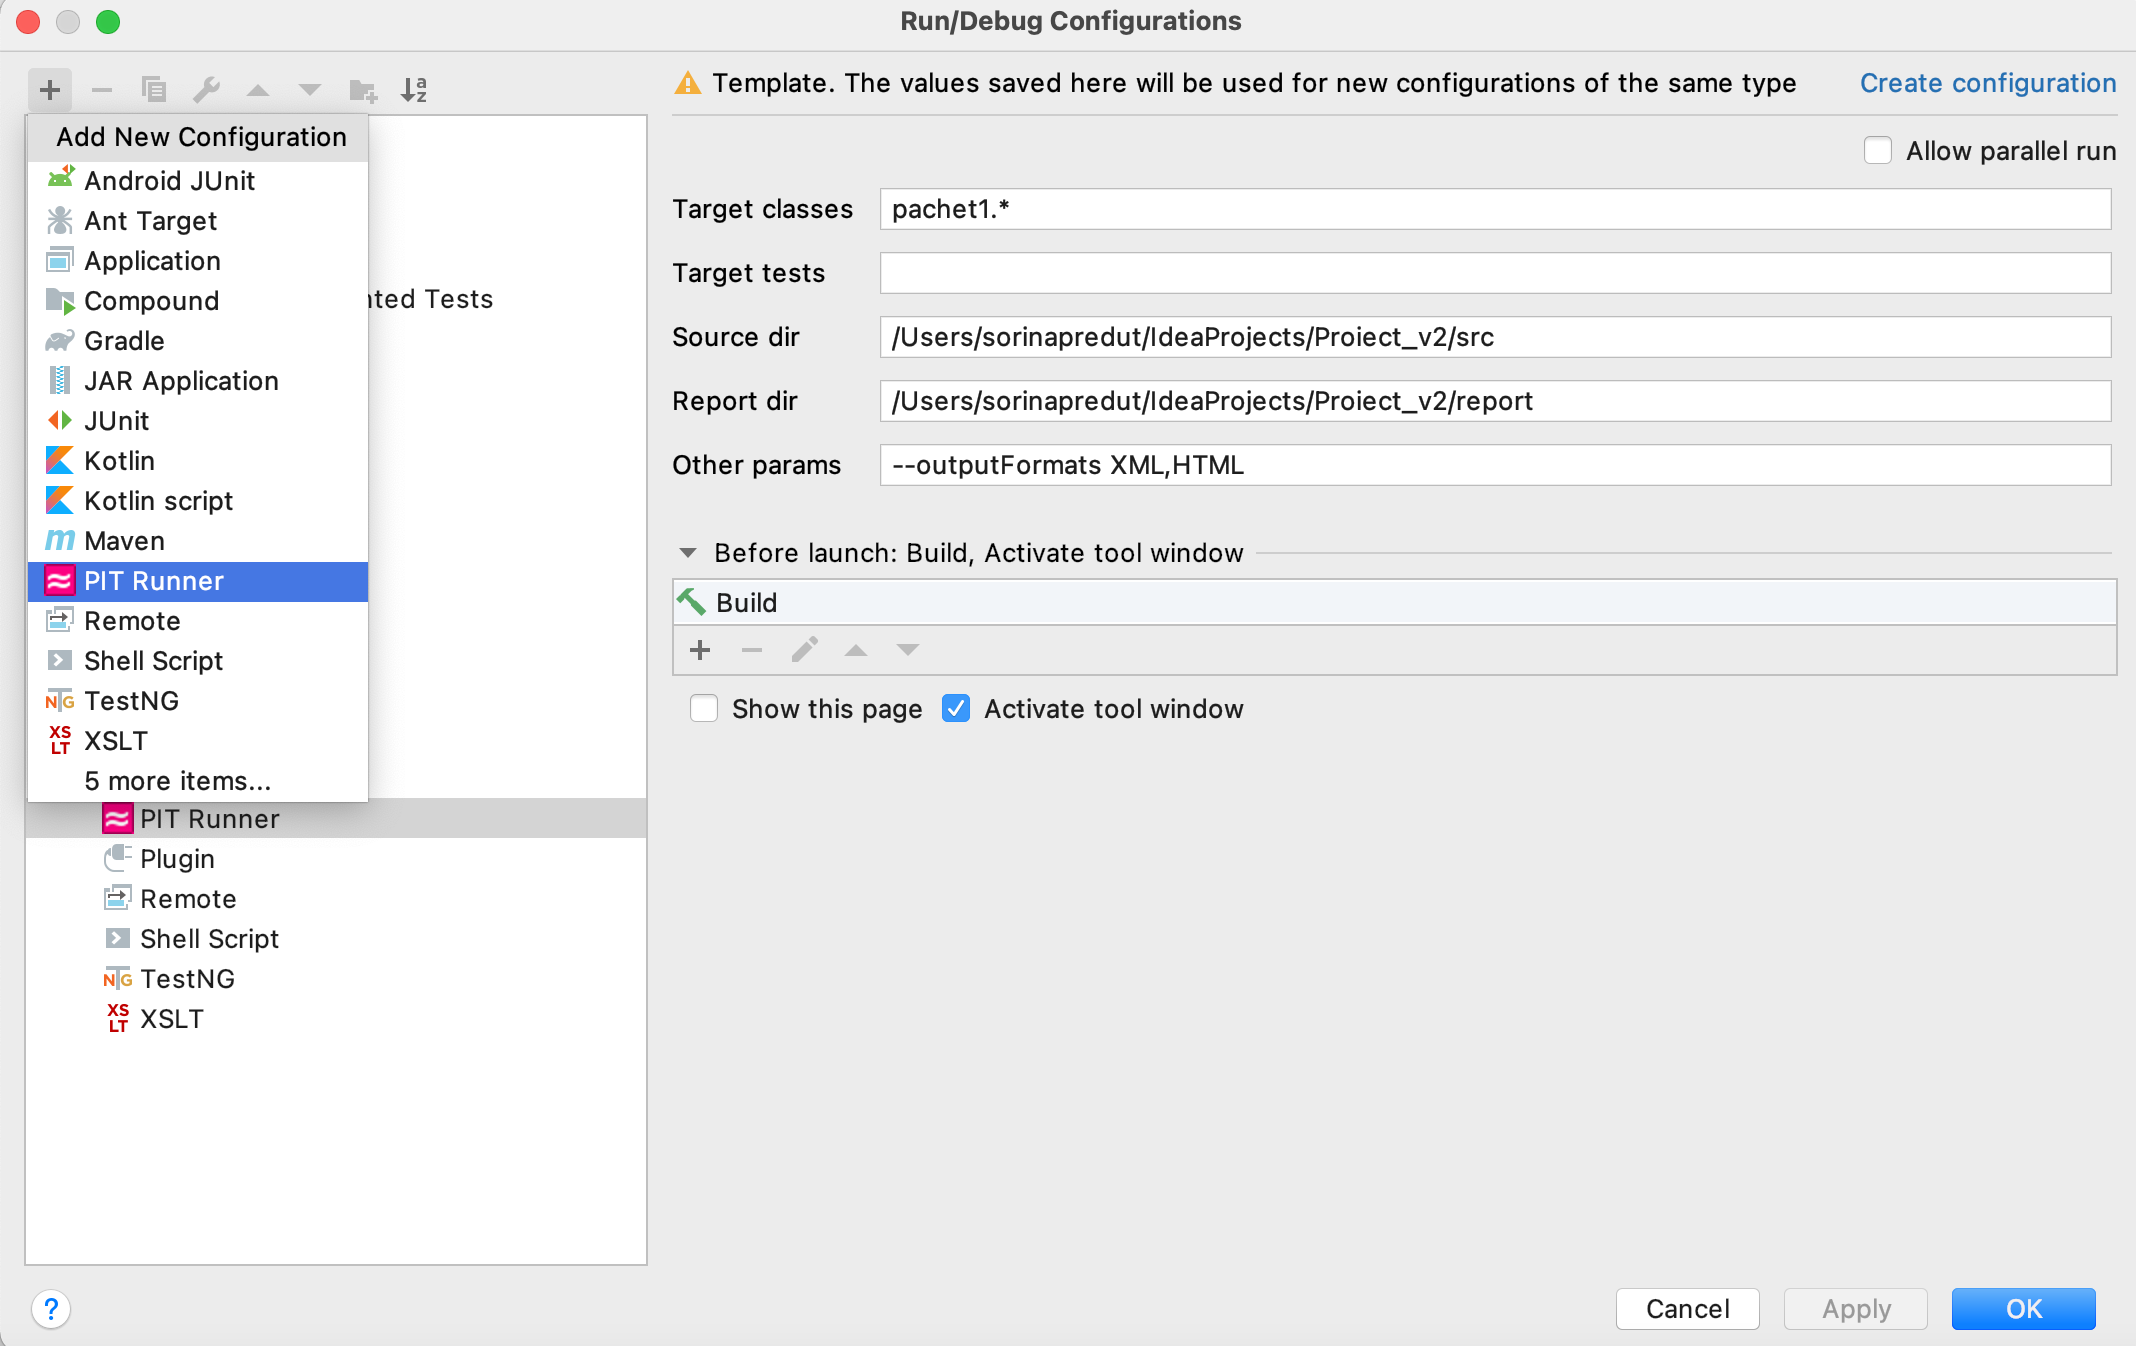 Run/Debug Configurations
Add New Configuration
Android JUnit
Ant Target
Application
Compound
Gradle
JAR Application
JUnit
Kotlin
Kotlin script
Maven
PIT Runner
Remote
Shell Script
TestNG
XSLT
5 more items...
Tests
PIT Runner
Plugin
Remote
Shell Script
TestNG
XSLT
Template. The values saved here will be used for new configurations of the same type Create configuration
Allow parallel run
Target classes pachet1.*
Target tests
Source dir /Users/sorinapredut/IdeaProjects/Proiect_v2/src
Report dir /Users/sorinapredut/IdeaProjects/Proiect_v2/report
Other params --outputFormats XML,HTML
Before launch: Build, Activate tool window
Build
Show this page Activate tool window
? Cancel Apply OK